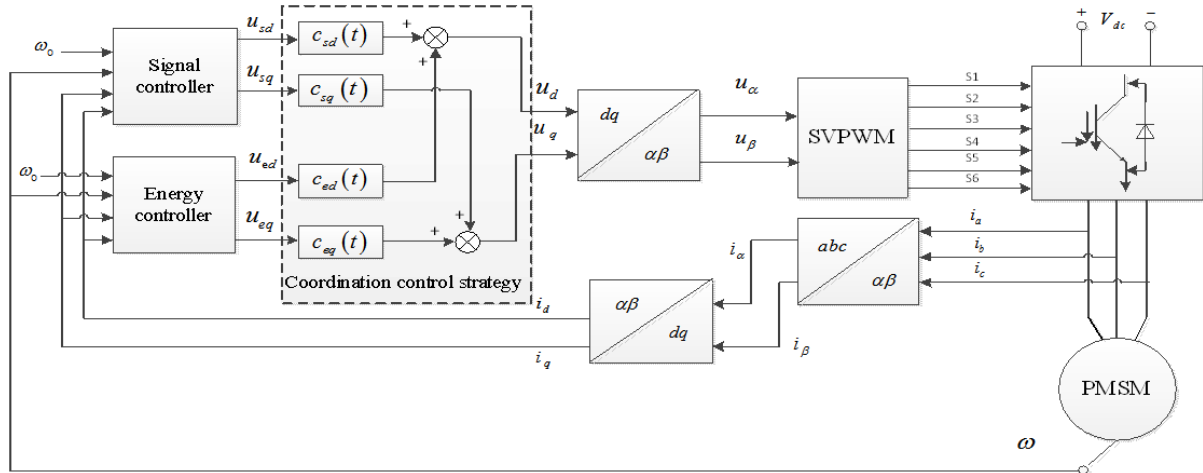 + −
V_dc
ω_0
Signal
controller
u_sd
u_sq
c_sd(t)
c_sq(t)
+
+
ω_0
Energy
controller
u_ed
u_eq
c_ed(t)
c_eq(t)
+
+
Coordination control strategy
u_d
u_q
dq
αβ
u_α
u_β
SVPWM
S1
S2
S3
S4
S5
S6
i_a
i_b
i_c
abc
αβ
i_α
i_β
αβ
dq
i_d
i_q
PMSM
ω